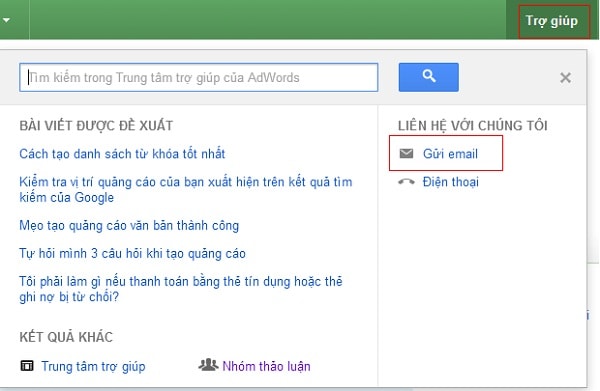 Trợ giúp
Tìm kiếm trong Trung tâm trợ giúp của AdWords
BÀI VIẾT ĐƯỢC ĐỀ XUẤT
Cách tạo danh sách từ khóa tốt nhất
Kiểm tra vị trí quảng cáo của bạn xuất hiện trên kết quả tìm
kiếm của Google
Mẹo tạo quảng cáo văn bản thành công
Tự hỏi mình 3 câu hỏi khi tạo quảng cáo
Tôi phải làm gì nếu thanh toán bằng thẻ tín dụng hoặc thẻ
ghi nợ bị từ chối?
KẾT QUẢ KHÁC
Trung tâm trợ giúp
Nhóm thảo luận
LIÊN HỆ VỚI CHÚNG TÔI
Gửi email
Điện thoại